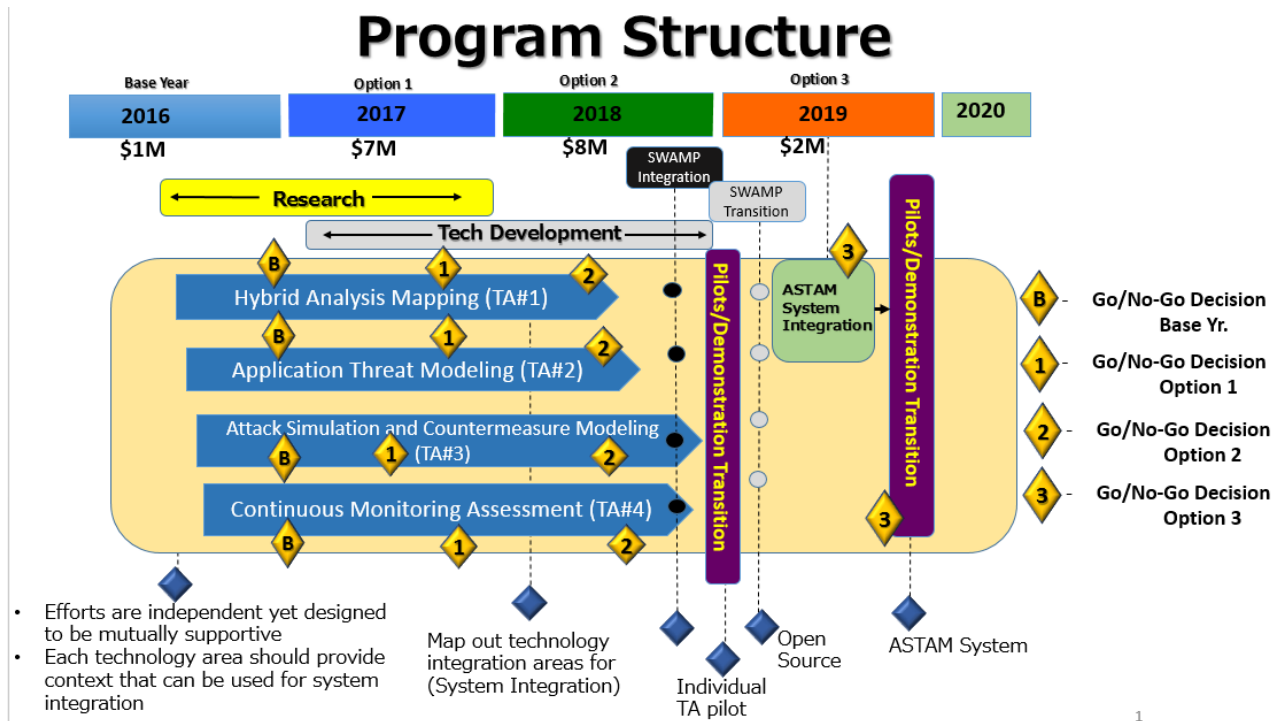 Program Structure
Base Year
Option 1
Option 2
Option 3
2016
2017
2018
2019
2020
$1M
$7M
$8M
$2M
SWAMP
Integration
SWAMP
Transition
Research
Tech Development
B
1
2
Hybrid Analysis Mapping (TA#1)
B
1
2
Application Threat Modeling (TA#2)
Attack Simulation and Countermeasure Modeling
(TA#3)
B
1
2
Continuous Monitoring Assessment (TA#4)
B
1
2
Pilots/Demonstration Transition
3
ASTAM
System
Integration
Pilots/Demonstration Transition
3
B - Go/No-Go Decision
Base Yr.
1 - Go/No-Go Decision
Option 1
2 - Go/No-Go Decision
Option 2
3 - Go/No-Go Decision
Option 3
• Efforts are independent yet designed
to be mutually supportive
• Each technology area should provide
context that can be used for system
integration
Map out technology
integration areas for
(System Integration)
Individual
TA pilot
Open
Source
ASTAM System
1